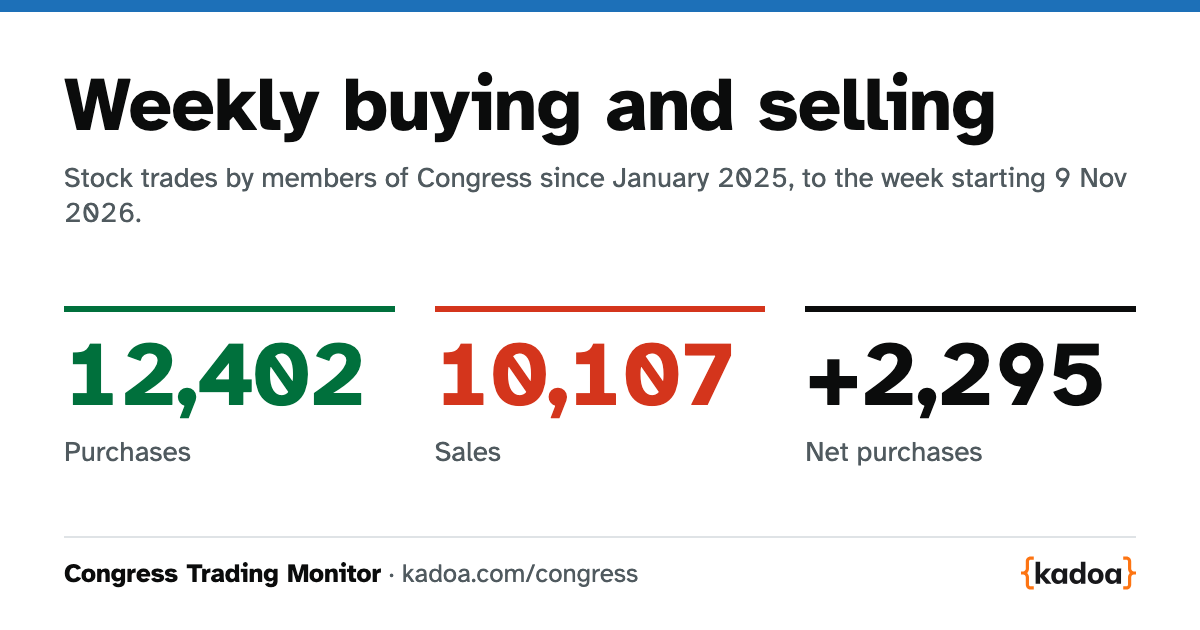 Weekly buying and selling
Stock trades by members of Congress since January 2025, to the week starting 9 Nov
2026.
12,402
Purchases
10,107
Sales
+2,295
Net purchases
Congress Trading Monitor · kadoa.com/congress
{kadoa}